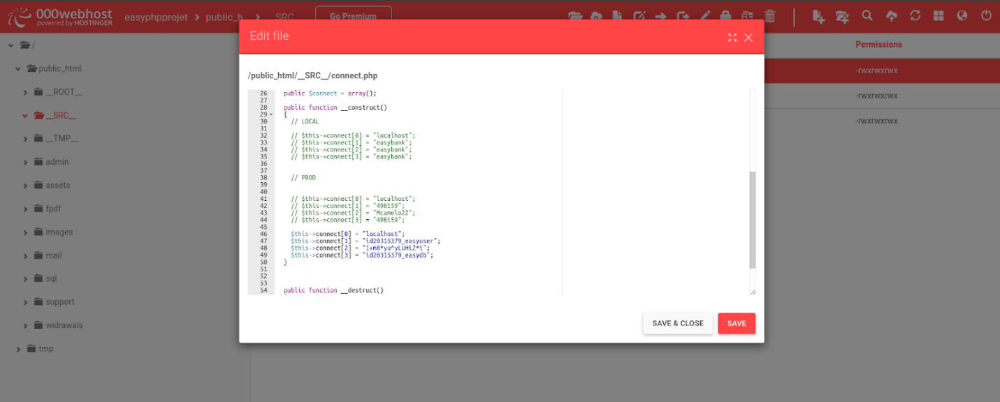 000webhost
powered by HOSTINGER
easyphpprojet > public_h > __SRC__
Go Premium
Edit file
/public_html/__SRC__/connect.php
26 public $connect = array();
27
28 public function __construct()
29 {
30 // LOCAL
31
32 // $this->connect[0] = "localhost";
33 // $this->connect[1] = "easybank";
34 // $this->connect[2] = "easybank";
35 // $this->connect[3] = "easybank";
36
37
38 // PROD
39
40
41 // $this->connect[0] = "localhost";
42 // $this->connect[1] = "498159";
43 // $this->connect[2] = "Mcamelo22";
44 // $this->connect[3] = "498159";
45
46 $this->connect[0] = "localhost";
47 $this->connect[1] = "id20315379_easyuser";
48 $this->connect[2] = "I+m8*yu^yLUHiZ*i";
49 $this->connect[3] = "id20315379_easydb";
50 }
51
52
53
54 public function __destruct()
SAVE & CLOSE
SAVE
/
public_html
__ROOT__
__SRC__
__TMP__
admin
assets
fpdf
images
mail
sql
support
widrawals
tmp
Permissions
-rwxrwxrwx
-rwxrwxrwx
-rwxrwxrwx